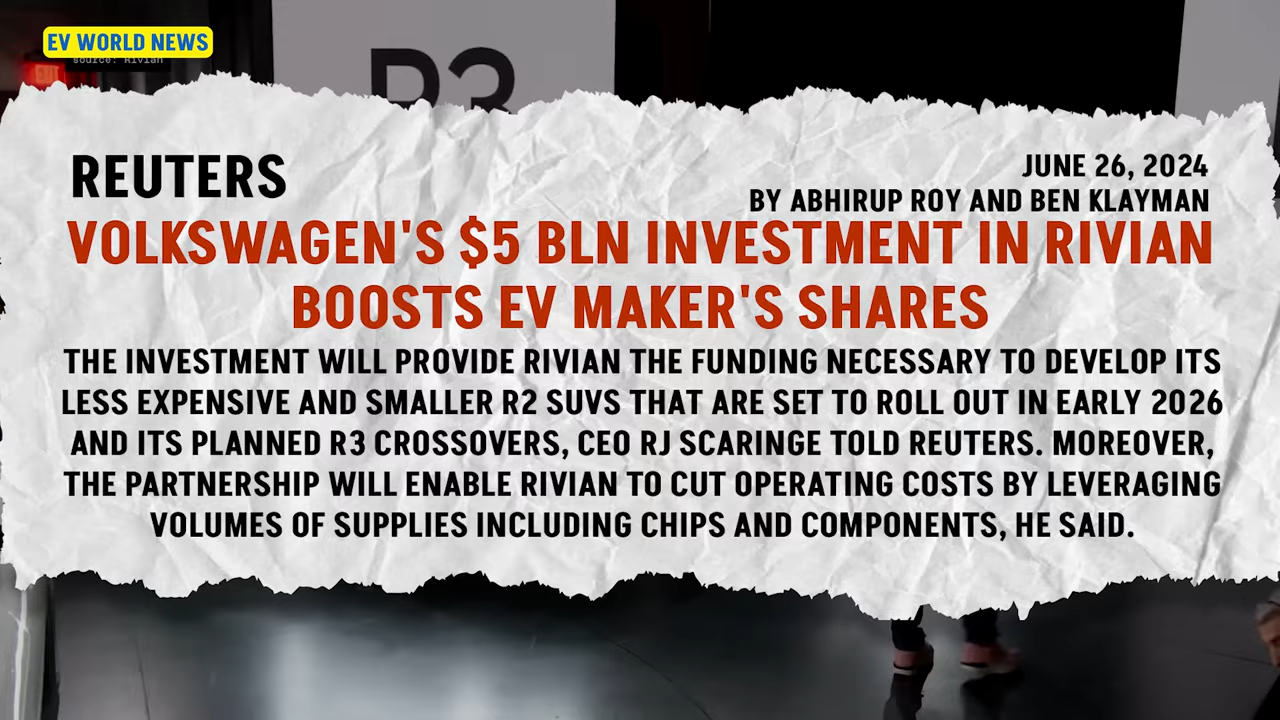 EV WORLD NEWS
source: Rivian
R3
REUTERS
JUNE 26, 2024
BY ABHIRUP ROY AND BEN KLAYMAN
VOLKSWAGEN'S $5 BLN INVESTMENT IN RIVIAN
BOOSTS EV MAKER'S SHARES
THE INVESTMENT WILL PROVIDE RIVIAN THE FUNDING NECESSARY TO DEVELOP ITS
LESS EXPENSIVE AND SMALLER R2 SUVS THAT ARE SET TO ROLL OUT IN EARLY 2026
AND ITS PLANNED R3 CROSSOVERS, CEO RJ SCARINGE TOLD REUTERS. MOREOVER,
THE PARTNERSHIP WILL ENABLE RIVIAN TO CUT OPERATING COSTS BY LEVERAGING
VOLUMES OF SUPPLIES INCLUDING CHIPS AND COMPONENTS, HE SAID.